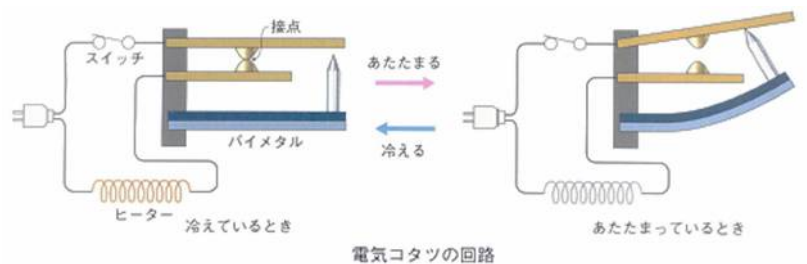 接点
スイッチ
あたたまる
冷える
バイメタル
ヒーター
冷えているとき
あたたまっているとき
電気コタツの回路